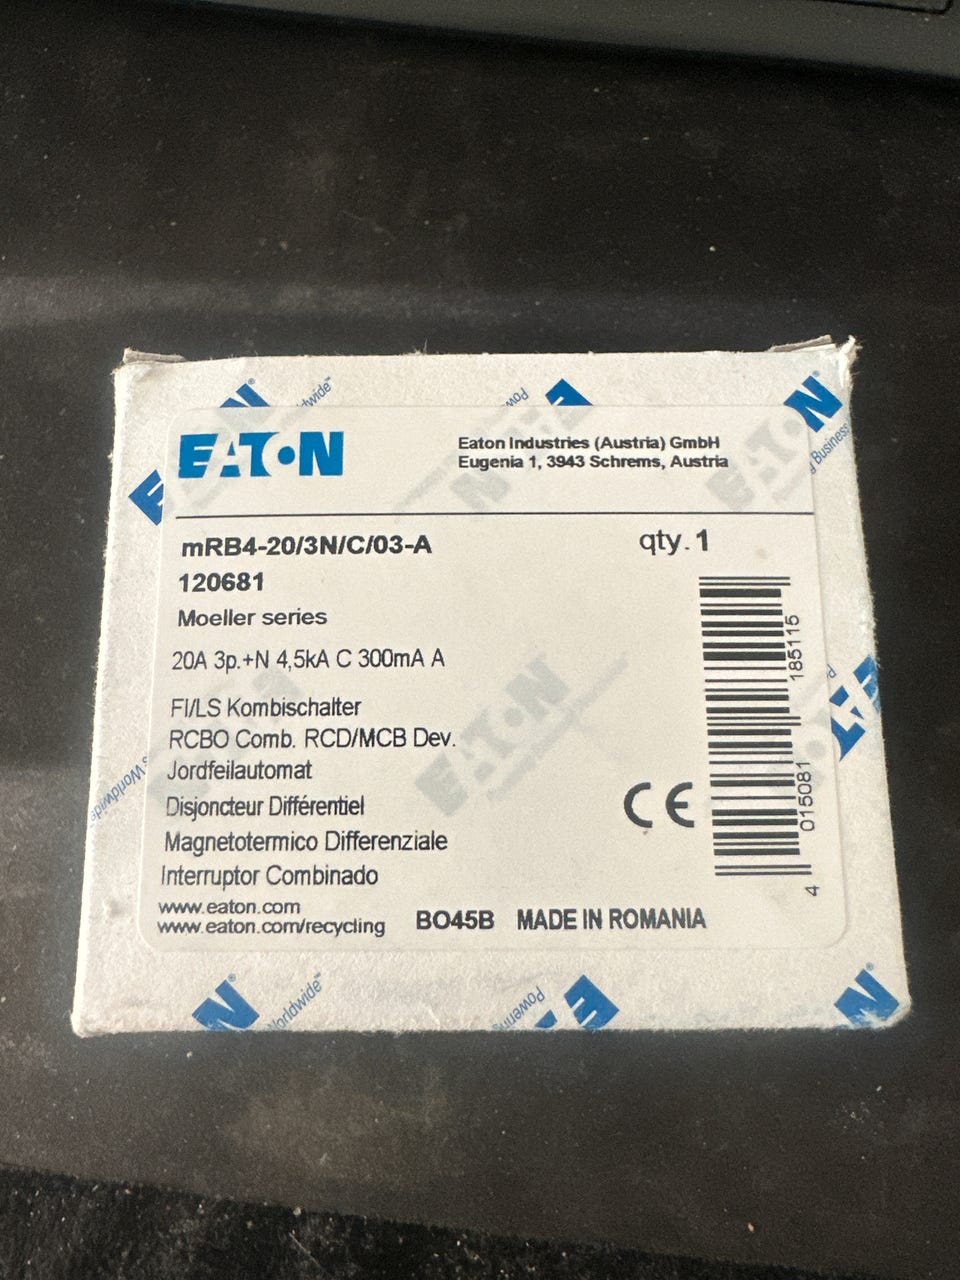 EATON
Eaton Industries (Austria) GmbH
Eugenia 1, 3943 Schrems, Austria
mRB4-20/3N/C/03-A
qty. 1
120681
Moeller series
20A 3p.+N 4,5kA C 300mA A
FI/LS Kombischalter
RCBO Comb. RCD/MCB Dev.
Jordfeilautomat
Disjoncteur Différentiel
Magnetotermico Differenziale
Interruptor Combinado
www.eaton.com
www.eaton.com/recycling
BO45B MADE IN ROMANIA
CE
4 015081 185115